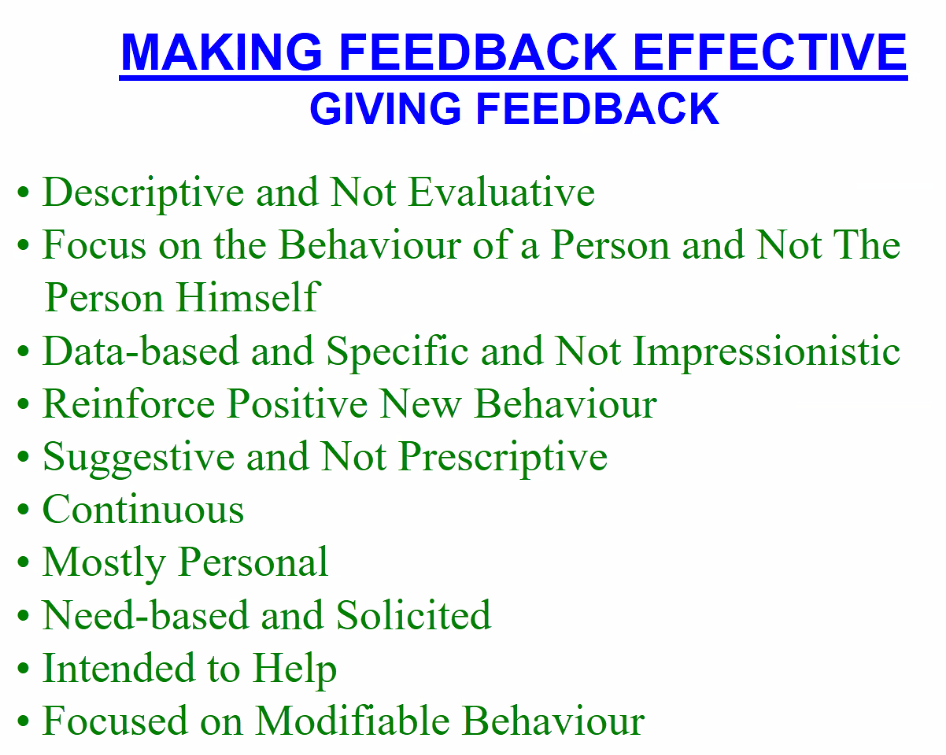 MAKING FEEDBACK EFFECTIVE
GIVING FEEDBACK
• Descriptive and Not Evaluative
• Focus on the Behaviour of a Person and Not The
Person Himself
• Data-based and Specific and Not Impressionistic
• Reinforce Positive New Behaviour
• Suggestive and Not Prescriptive
• Continuous
• Mostly Personal
• Need-based and Solicited
• Intended to Help
• Focused on Modifiable Behaviour